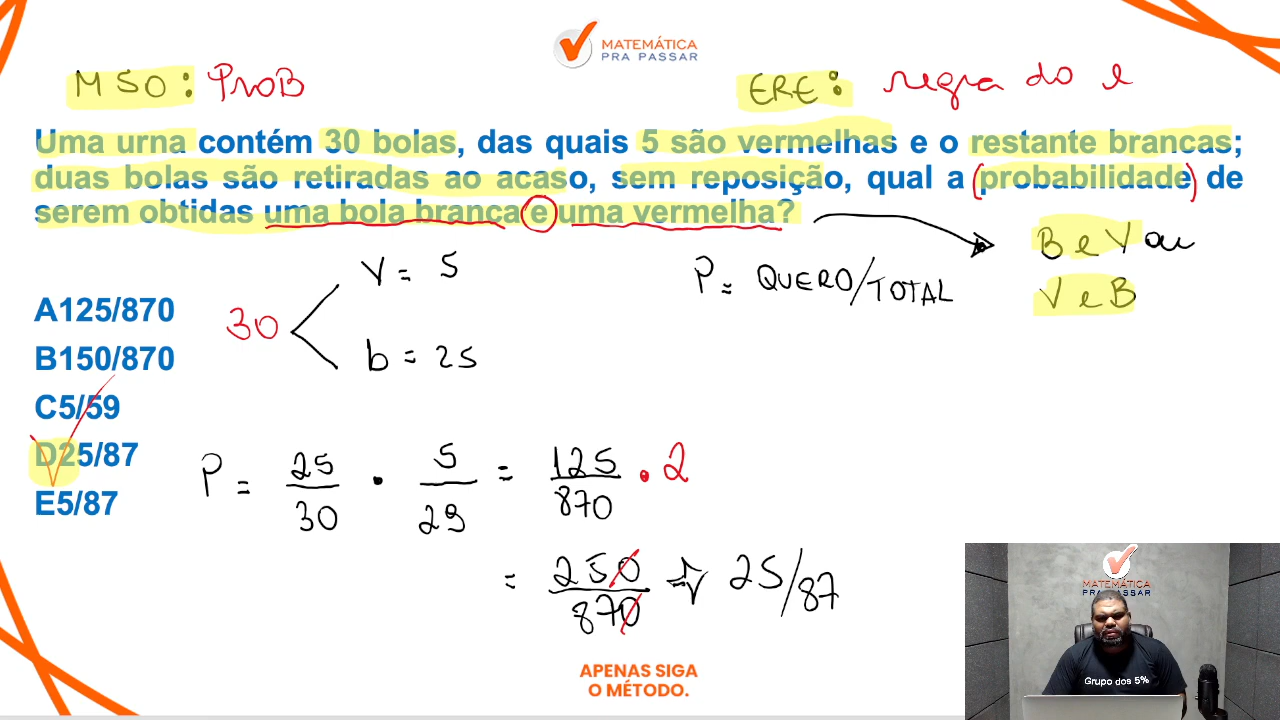 MATEMÁTICA
PRA PASSAR
MSO: PROB
ERE: regra do e
Uma urna contém 30 bolas, das quais 5 são vermelhas e o restante brancas;
duas bolas são retiradas ao acaso, sem reposição, qual a (probabilidade) de
serem obtidas uma bola branca e uma vermelha?
B e V ou
V e B
V = 5
P = QUERO/TOTAL
30
b = 25
A125/870
B150/870
C5/59
D25/87
E5/87
P = 25/30 . 5/29 = 125/870 . 2
= 250/870 → 25/87
MATEMÁTICA
PRA PASSAR
Grupo dos 5%
APENAS SIGA
O MÉTODO.